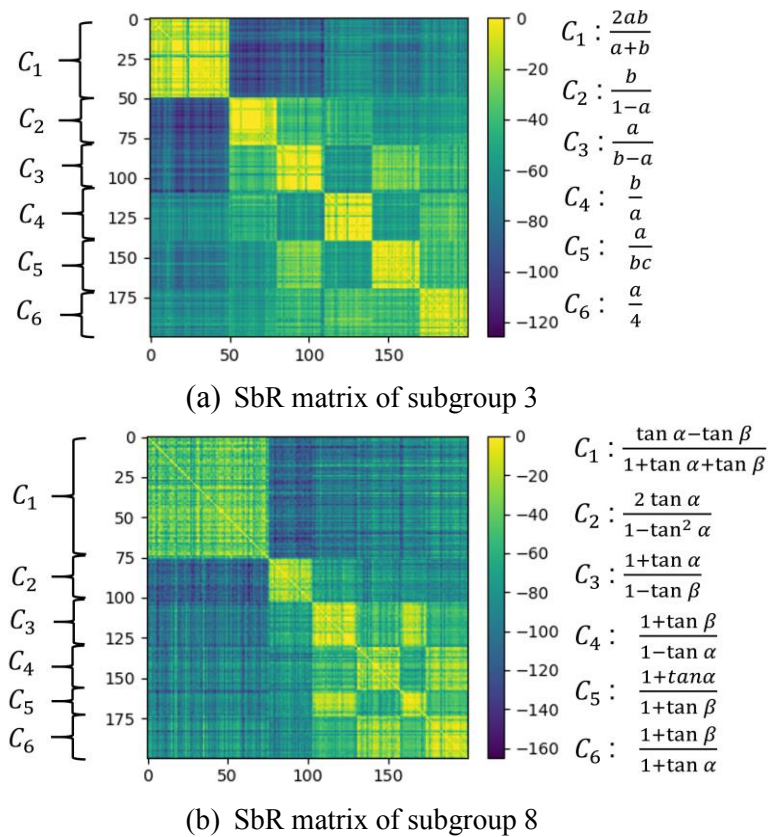 0
25
50
75
100
125
150
175
0 50 100 150
0
−20
−40
−60
−80
−100
−120
C₁
C₂
C₃
C₄
C₅
C₆
C₁ : 2ab / a+b
C₂ : b / 1−a
C₃ : a / b−a
C₄ : b / a
C₅ : a / bc
C₆ : a / 4
(a) SbR matrix of subgroup 3
0
25
50
75
100
125
150
175
0 50 100 150
0
−20
−40
−60
−80
−100
−120
−140
−160
C₁
C₂
C₃
C₄
C₅
C₆
C₁ : tan α−tan β / 1+tan α+tan β
C₂ : 2 tan α / 1−tan² α
C₃ : 1+tan α / 1−tan β
C₄ : 1+tan β / 1−tan α
C₅ : 1+tanα / 1+tan β
C₆ : 1+tan β / 1+tan α
(b) SbR matrix of subgroup 8